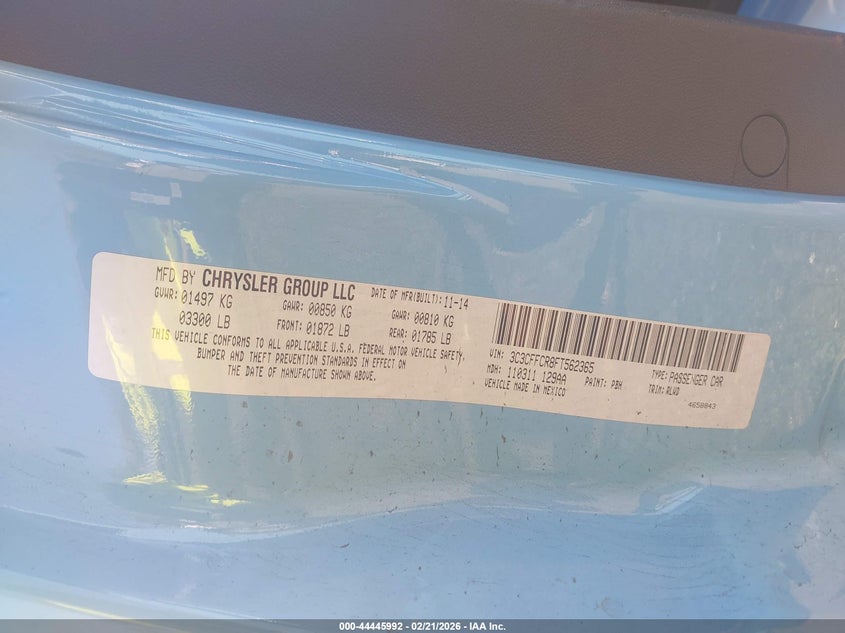 MFD BY CHRYSLER GROUP LLC DATE OF MFR(BUILT): 11-14
GVWR: 01497 KG GAWR: 00850 KG GAWR: 00810 KG
03300 LB FRONT: 01872 LB REAR: 01785 LB
THIS VEHICLE CONFORMS TO ALL APPLICABLE U.S.A. FEDERAL MOTOR VEHICLE SAFETY,
BUMPER AND THEFT PREVENTION STANDARDS IN EFFECT ON
THE DATE OF MANUFACTURE SHOWN ABOVE.
VIN: 3C3CFFCR8FT562365 TYPE: PASSENGER CAR
MDH: 110311 129AA PAINT: PBH TRIM: RLWD
VEHICLE MADE IN MEXICO
4658843
000-44445992 - 02/21/2026 - IAA Inc.